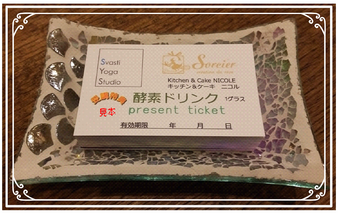 Svasti
Yoga
Studio
Sorcier
Kitchen & Cake NICOLE
キッチン&ケーキ ニコル
見本
酵素ドリンク 1グラス
present ticket
有効期限 年 月 日